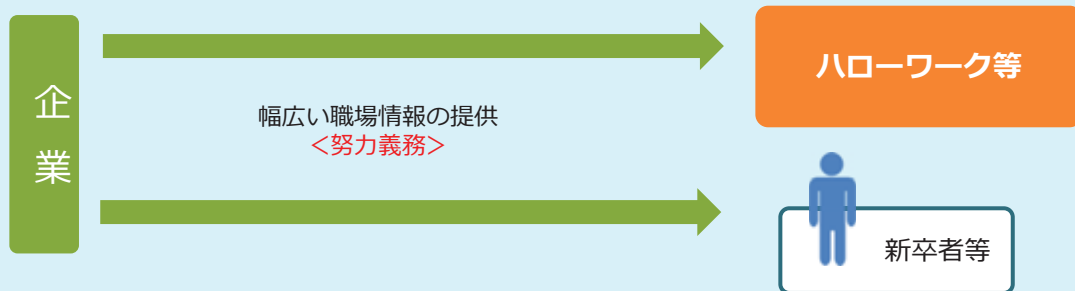 企業
ハローワーク等
幅広い職場情報の提供
＜努力義務＞
新卒者等